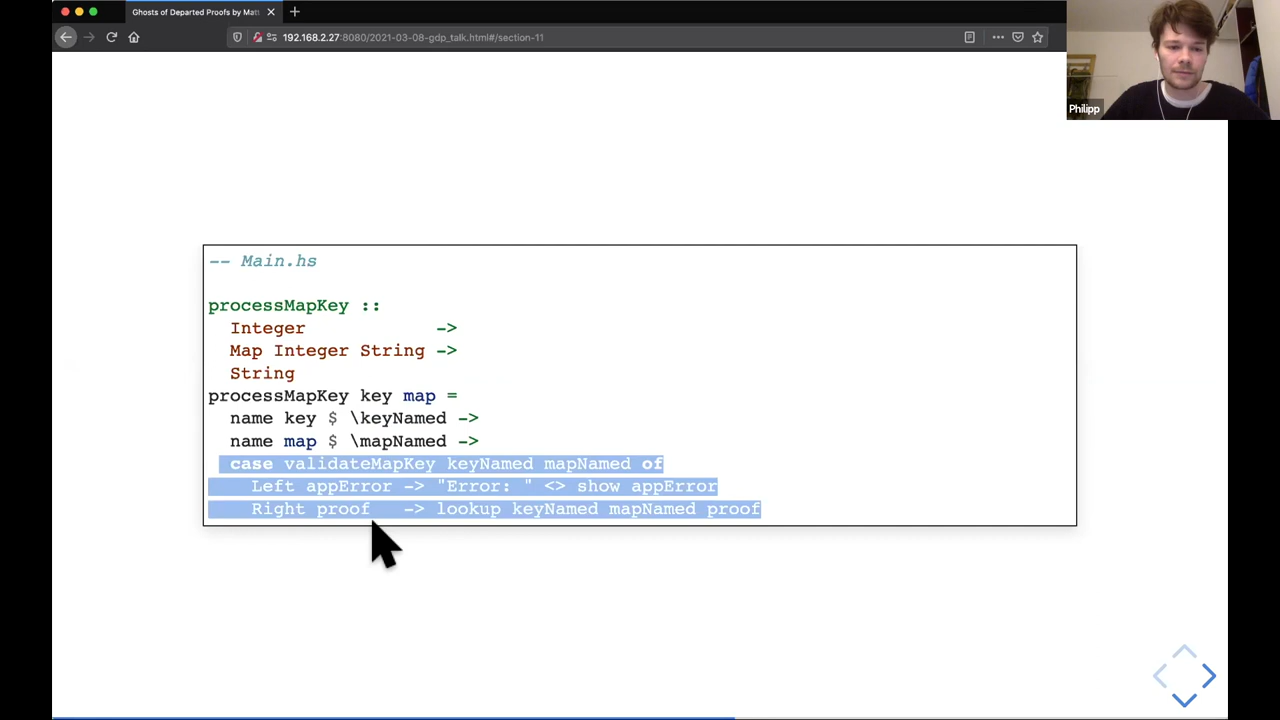 Ghosts of Departed Proofs by Matt
192.168.2.27:8080/2021-03-08-gdp_talk.html#/section-11
Philipp
-- Main.hs
processMapKey ::
Integer ->
Map Integer String ->
String
processMapKey key map =
name key $ \keyNamed ->
name map $ \mapNamed ->
case validateMapKey keyNamed mapNamed of
Left appError -> "Error: " <> show appError
Right proof -> lookup keyNamed mapNamed proof